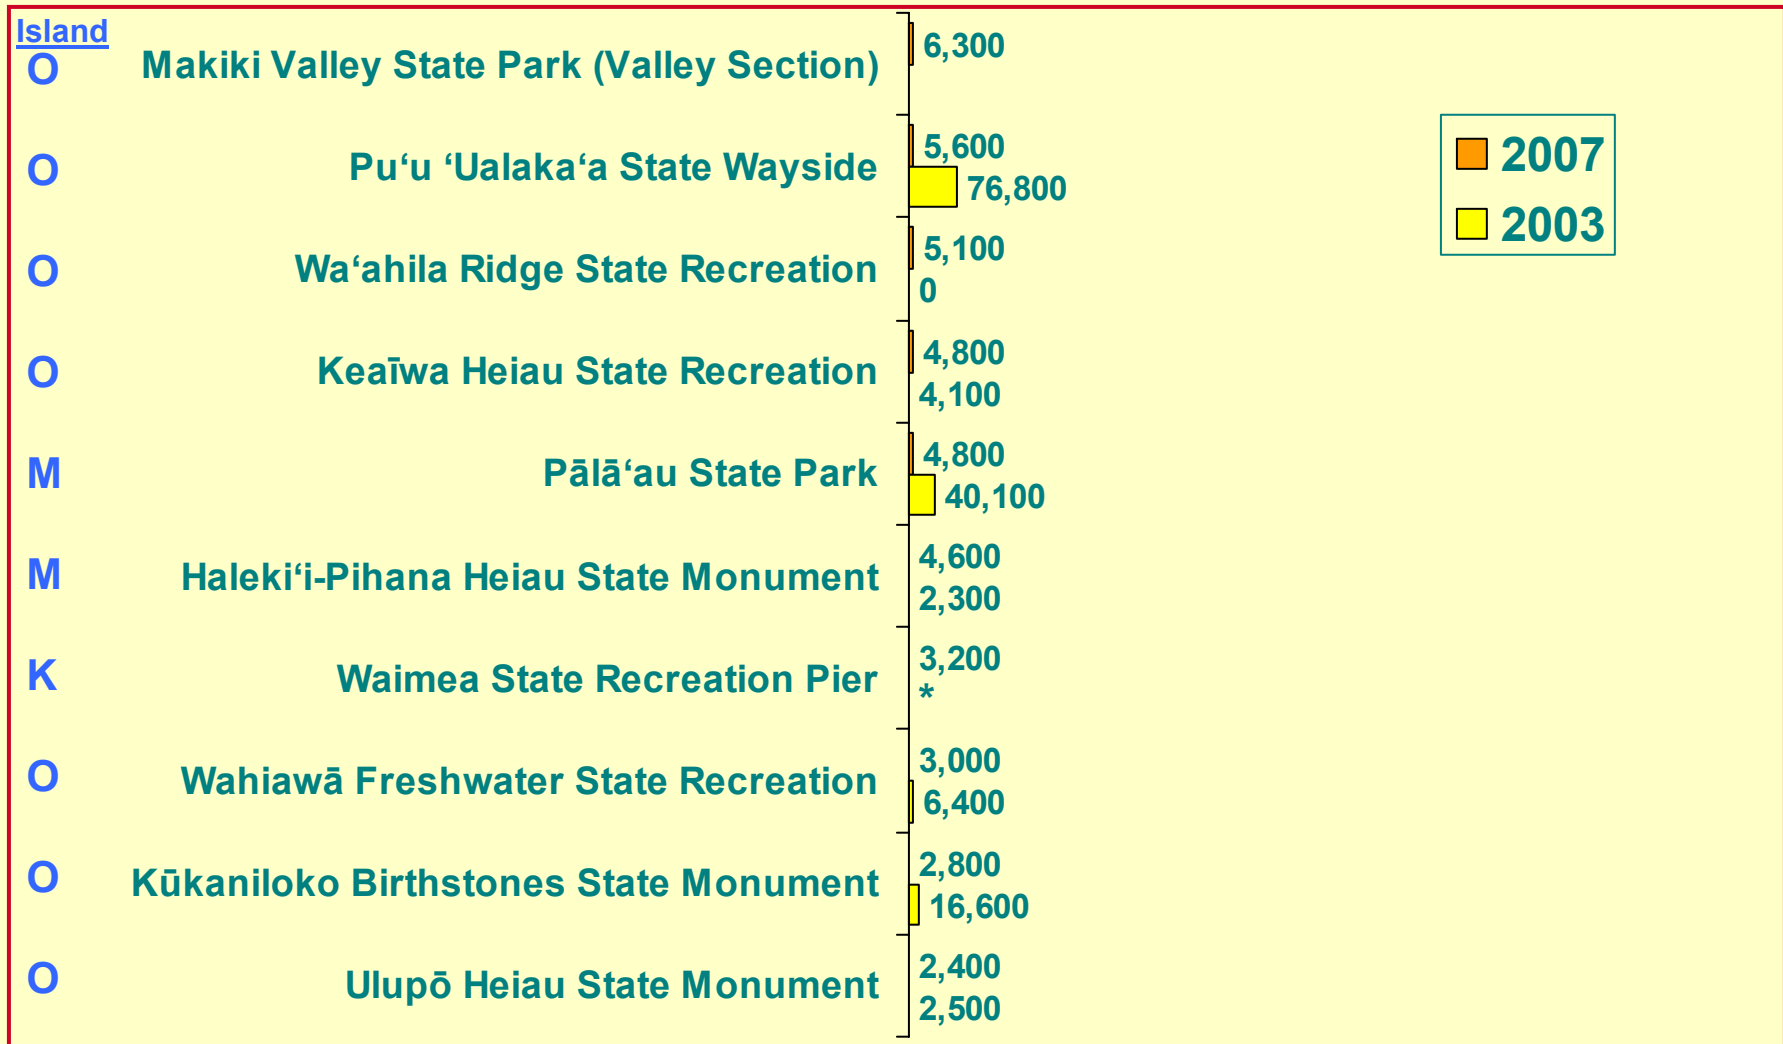 Island
O Makiki Valley State Park (Valley Section) 6,300
O Pu‘u ‘Ualaka‘a State Wayside 5,600
76,800
2007
2003
O Wa‘ahila Ridge State Recreation 5,100
0
O Keaīwa Heiau State Recreation 4,800
4,100
M Pālā‘au State Park 4,800
40,100
M Haleki‘i-Pihana Heiau State Monument 4,600
2,300
K Waimea State Recreation Pier 3,200
*
O Wahiawā Freshwater State Recreation 3,000
6,400
O Kūkaniloko Birthstones State Monument 2,800
16,600
O Ulupō Heiau State Monument 2,400
2,500